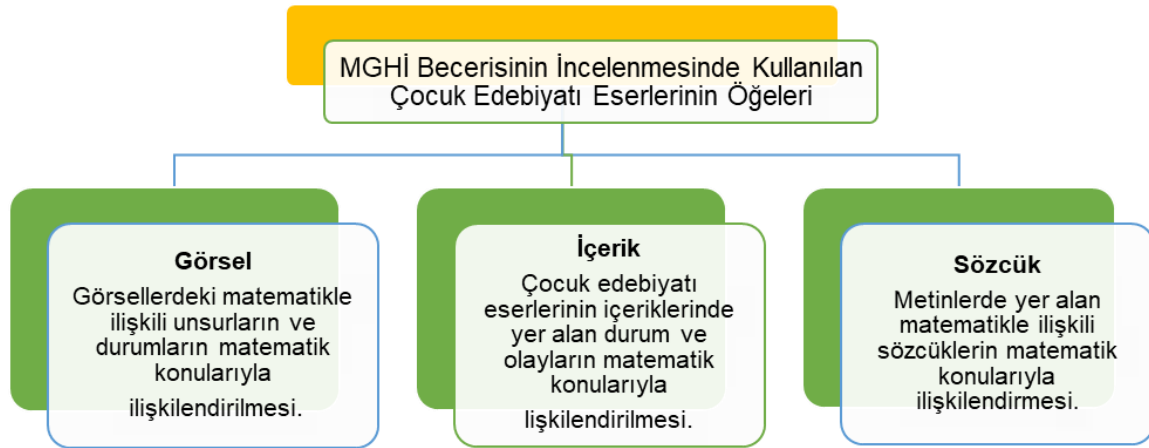 MGHİ Becerisinin İncelenmesinde Kullanılan
Çocuk Edebiyatı Eserlerinin Öğeleri
Görsel
Görsellerdeki matematikle
ilişkili unsurların ve
durumların matematik
konularıyla
ilişkilendirilmesi.
İçerik
Çocuk edebiyatı
eserlerinin içeriklerinde
yer alan durum ve
olayların matematik
konularıyla
lişkilendirilmesi.
Sözcük
Metinlerde yer alan
matematikle ilişkili
sözcüklerin matematik
konularıyla
ilişkilendirmesi.